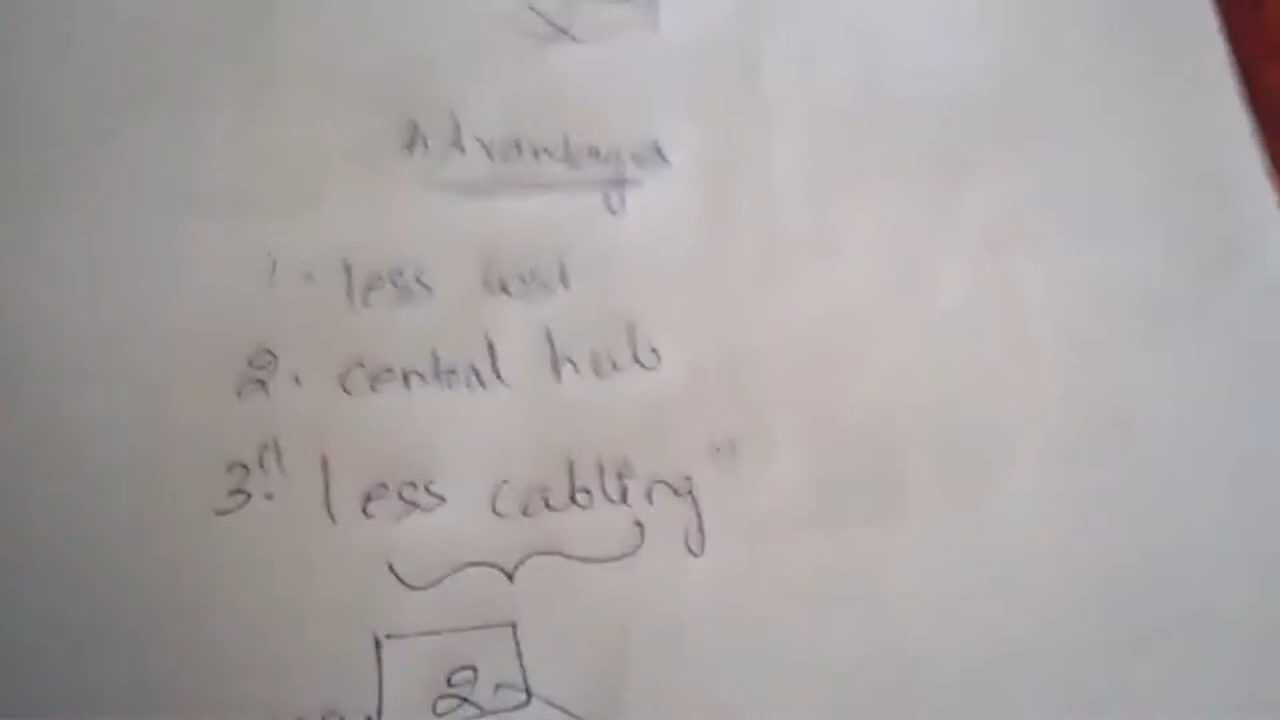 Advantages
1. less cost
2. central hub
3. " less cabling "
2